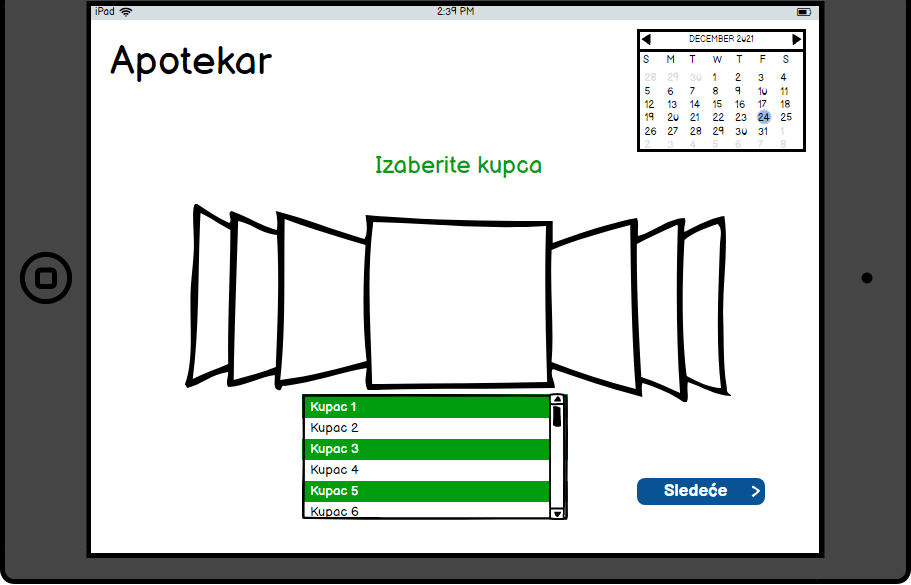 iPad
2:39 PM
Apotekar
DECEMBER 2021
S M T W T F S
28 29 30 1 2 3 4
5 6 7 8 9 10 11
12 13 14 15 16 17 18
19 20 21 22 23 24 25
26 27 28 29 30 31 1
2 3 4 5 6 7 8
Izaberite kupca
Kupac 1
Kupac 2
Kupac 3
Kupac 4
Kupac 5
Kupac 6
Sledeće